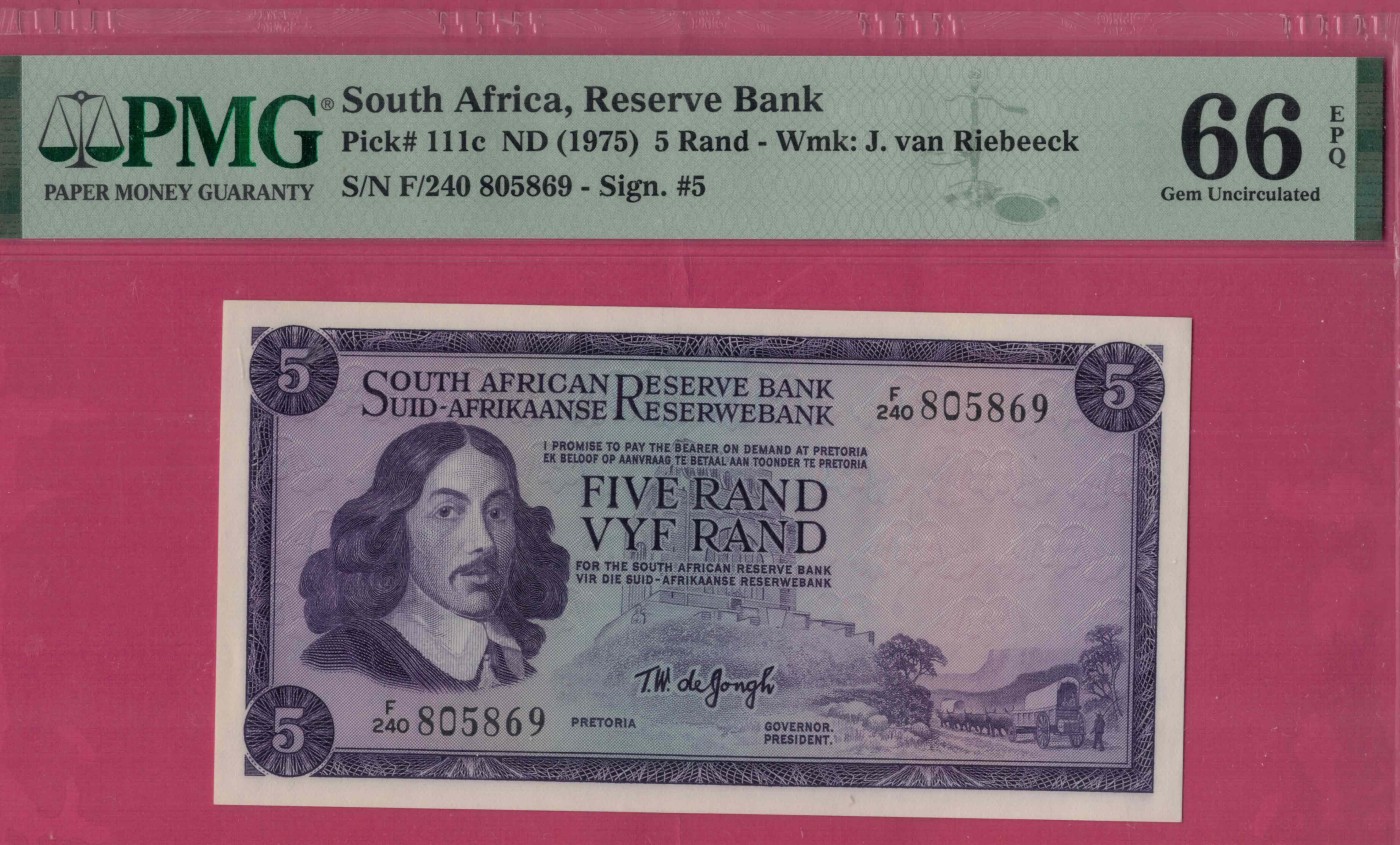 PMG®
PAPER MONEY GUARANTY
South Africa, Reserve Bank
Pick# 111c ND (1975) 5 Rand - Wmk: J. van Riebeeck
S/N F/240 805869 - Sign. #5
66
EPQ
Gem Uncirculated
5
5
SOUTH AFRICAN RESERVE BANK
SUID-AFRIKAANSE RESERWEBANK
F/240 805869
I PROMISE TO PAY THE BEARER ON DEMAND AT PRETORIA
EK BELOOF OP AANVRAAG TE BETAAL AAN TOONDER TE PRETORIA
FIVE RAND
VYF RAND
FOR THE SOUTH AFRICAN RESERVE BANK
VIR DIE SUID-AFRIKAANSE RESERWEBANK
T.W. de Jongh
F/240 805869
PRETORIA
GOVERNOR.
PRESIDENT.
5